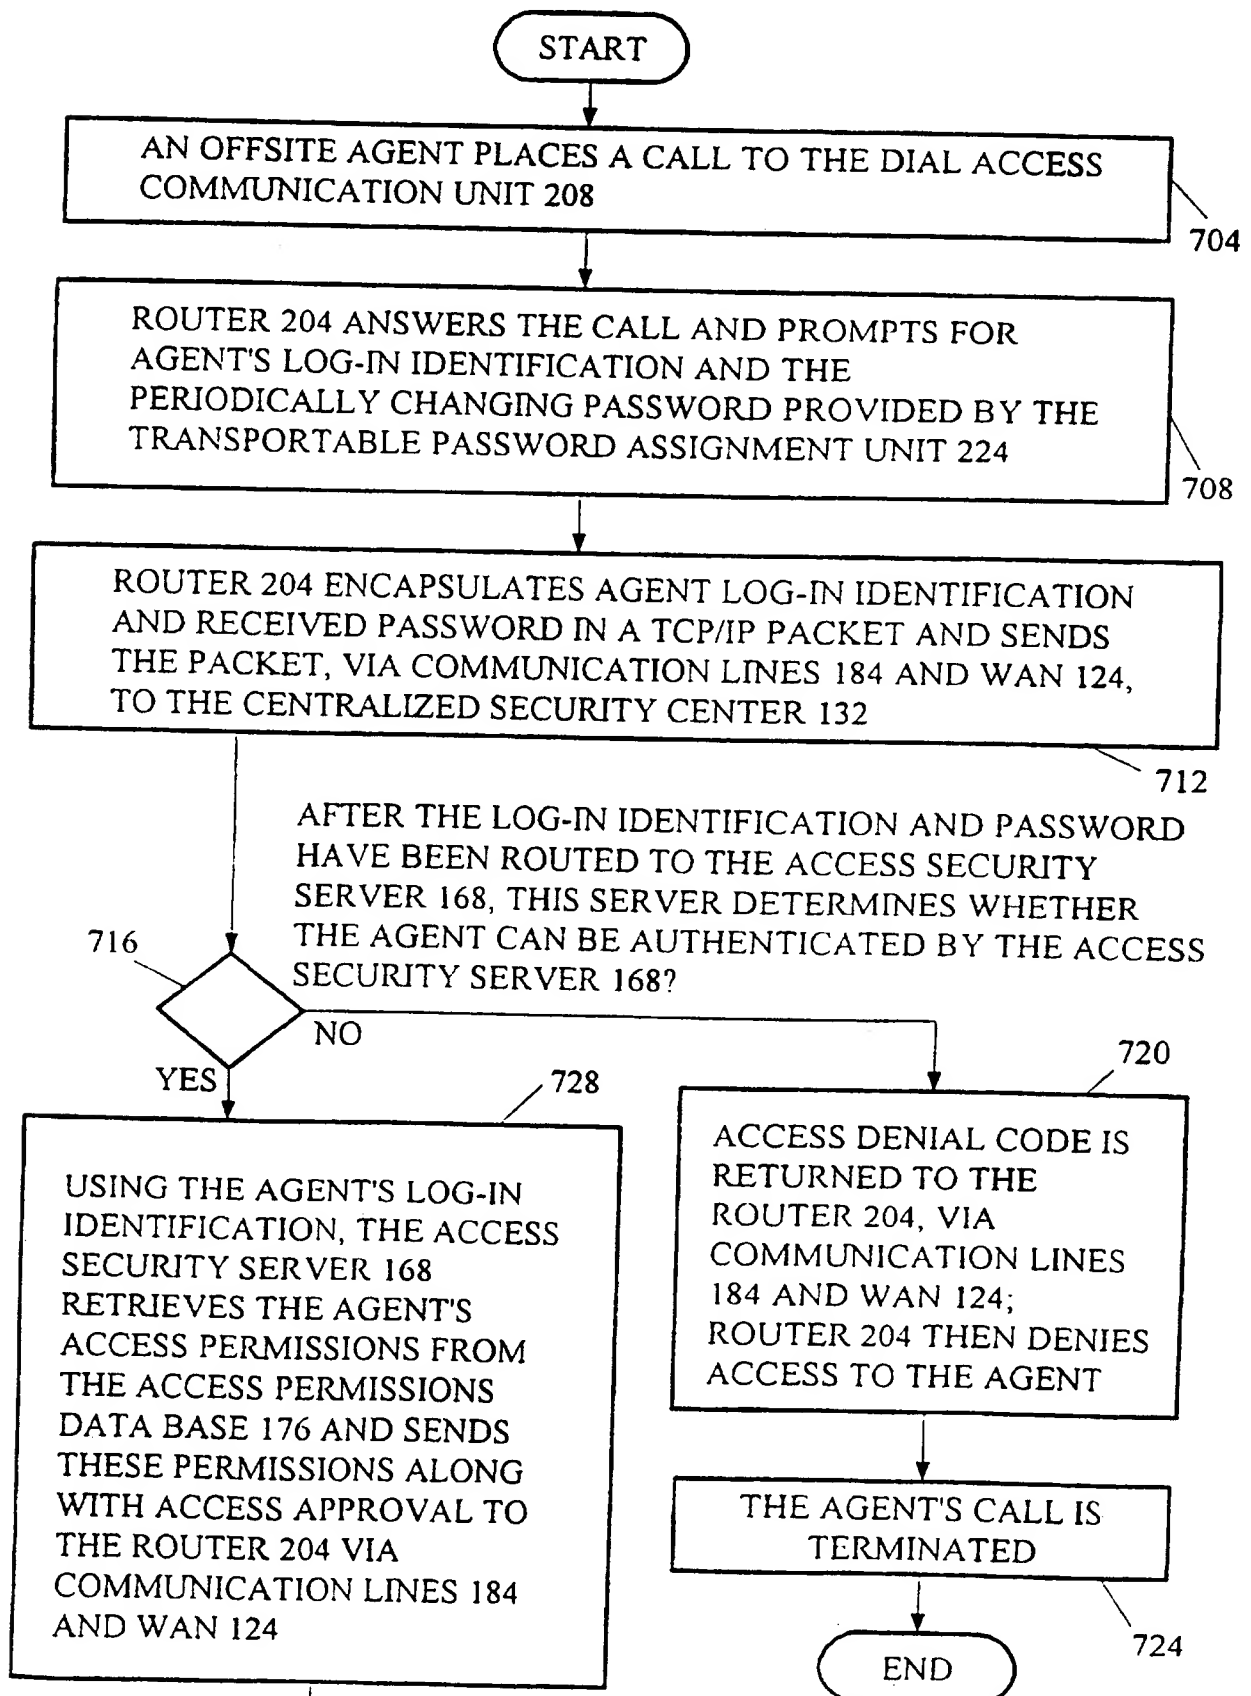 START
AN OFFSITE AGENT PLACES A CALL TO THE DIAL ACCESS
COMMUNICATION UNIT 208
704
ROUTER 204 ANSWERS THE CALL AND PROMPTS FOR
AGENT'S LOG-IN IDENTIFICATION AND THE
PERIODICALLY CHANGING PASSWORD PROVIDED BY THE
TRANSPORTABLE PASSWORD ASSIGNMENT UNIT 224
708
ROUTER 204 ENCAPSULATES AGENT LOG-IN IDENTIFICATION
AND RECEIVED PASSWORD IN A TCP/IP PACKET AND SENDS
THE PACKET, VIA COMMUNICATION LINES 184 AND WAN 124,
TO THE CENTRALIZED SECURITY CENTER 132
712
AFTER THE LOG-IN IDENTIFICATION AND PASSWORD
HAVE BEEN ROUTED TO THE ACCESS SECURITY
SERVER 168, THIS SERVER DETERMINES WHETHER
THE AGENT CAN BE AUTHENTICATED BY THE ACCESS
SECURITY SERVER 168?
716
NO
YES
728
USING THE AGENT'S LOG-IN
IDENTIFICATION, THE ACCESS
SECURITY SERVER 168
RETRIEVES THE AGENT'S
ACCESS PERMISSIONS FROM
THE ACCESS PERMISSIONS
DATA BASE 176 AND SENDS
THESE PERMISSIONS ALONG
WITH ACCESS APPROVAL TO
THE ROUTER 204 VIA
COMMUNICATION LINES 184
AND WAN 124
720
ACCESS DENIAL CODE IS
RETURNED TO THE
ROUTER 204, VIA
COMMUNICATION LINES
184 AND WAN 124;
ROUTER 204 THEN DENIES
ACCESS TO THE AGENT
THE AGENT'S CALL IS
TERMINATED
724
END